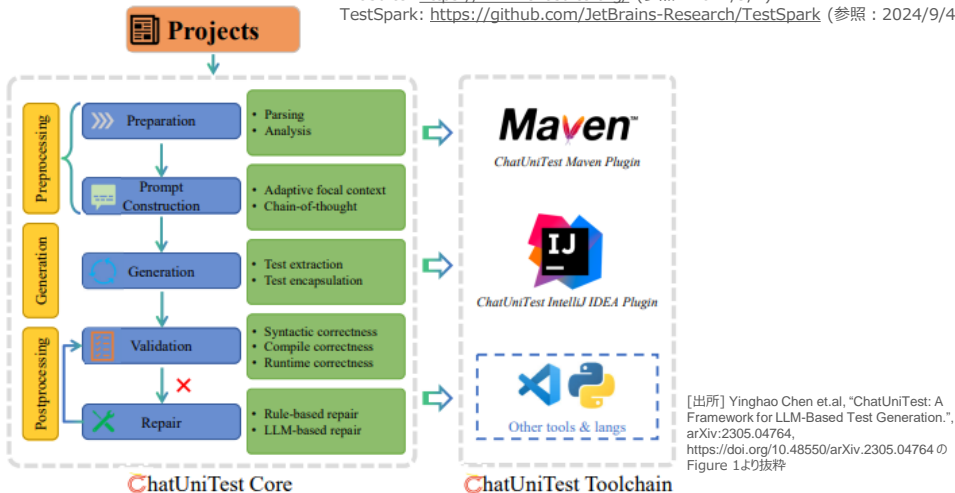 TestSpark: https://github.com/JetBrains-Research/TestSpark (参照：2024/9/4
Projects
Preprocessing
Preparation
• Parsing
• Analysis
Prompt
Construction
• Adaptive focal context
• Chain-of-thought
Generation
Generation
• Test extraction
• Test encapsulation
Postprocessing
Validation
• Syntactic correctness
• Compile correctness
• Runtime correctness
Repair
• Rule-based repair
• LLM-based repair
ChatUniTest Core
Maven™
ChatUniTest Maven Plugin
IJ
ChatUniTest IntelliJ IDEA Plugin
Other tools & langs
ChatUniTest Toolchain
[出所] Yinghao Chen et.al, “ChatUniTest: A
Framework for LLM-Based Test Generation.”,
arXiv:2305.04764,
https://doi.org/10.48550/arXiv.2305.04764 の
Figure 1より抜粋